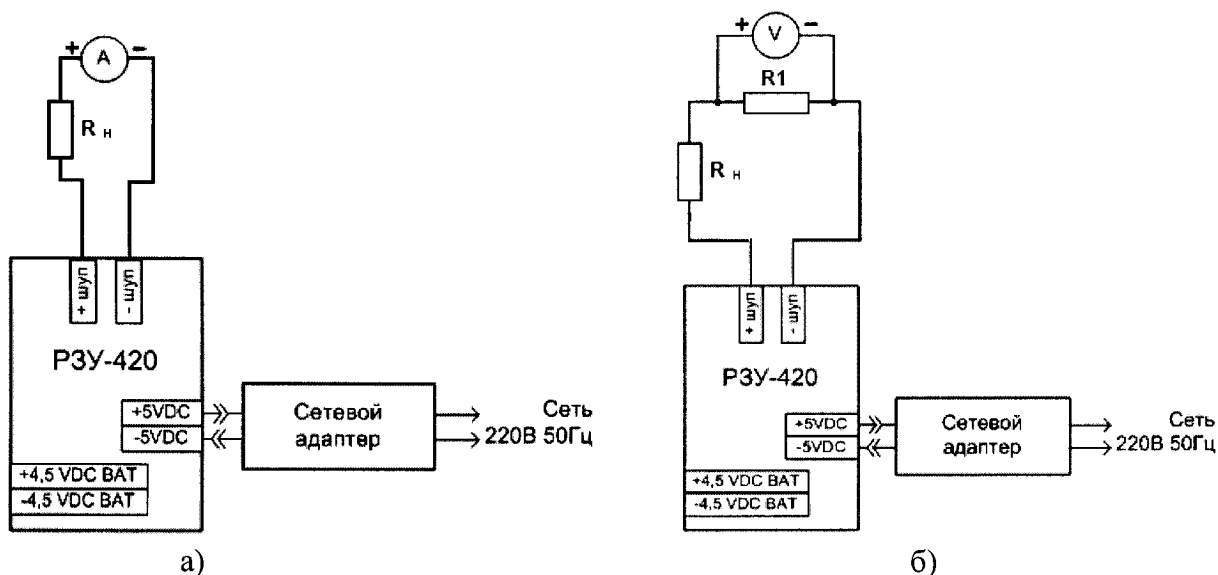 + A −
R н
+ щуп
- щуп
РЗУ-420
+5VDC
-5VDC
Сетевой
адаптер
Сеть
220В 50Гц
+4,5 VDC BAT
-4,5 VDC BAT
а)
+ V −
R1
R н
+ щуп
- щуп
РЗУ-420
+5VDC
-5VDC
Сетевой
адаптер
Сеть
220В 50Гц
+4,5 VDC BAT
-4,5 VDC BAT
б)